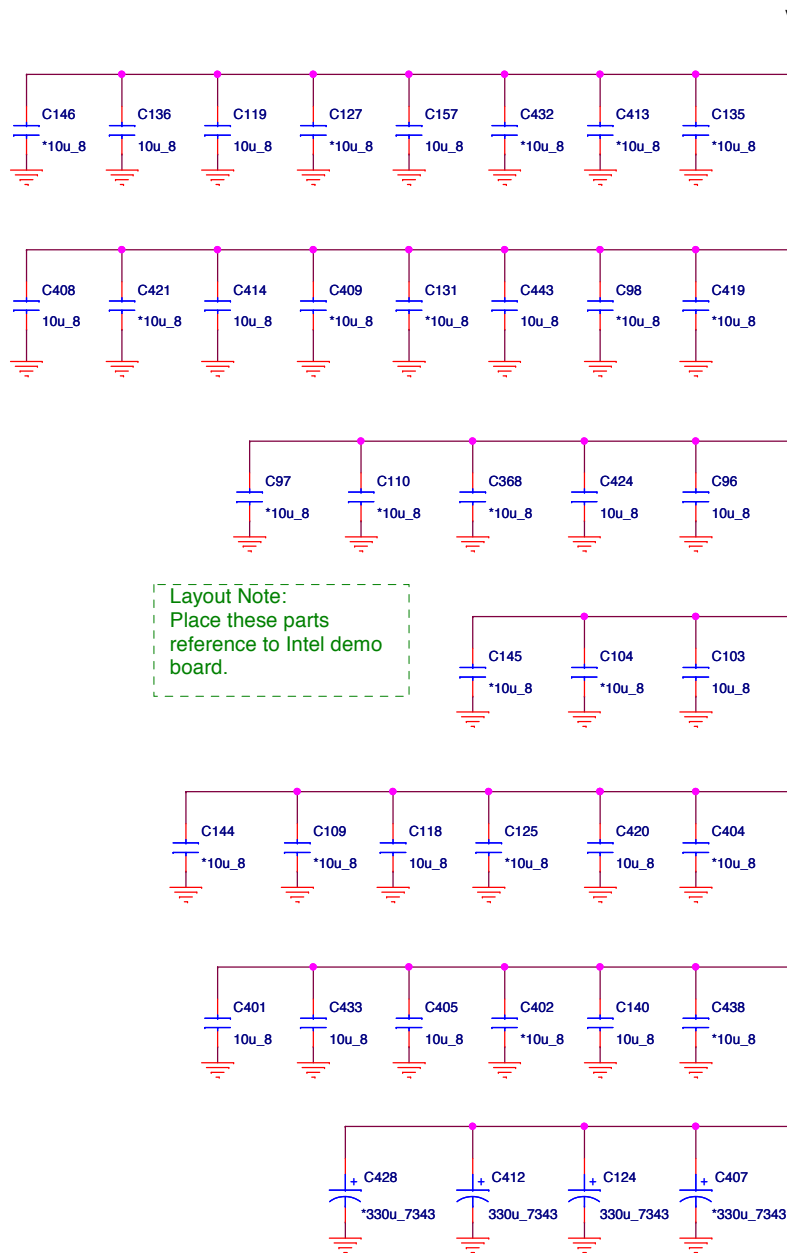 C146 C136 C119 C127 C157 C432 C413 C135
*10u_8 10u_8 10u_8 *10u_8 10u_8 *10u_8 *10u_8 *10u_8
C408 C421 C414 C409 C131 C443 C98 C419
10u_8 *10u_8 10u_8 *10u_8 *10u_8 10u_8 *10u_8 *10u_8
C97 C110 C368 C424 C96
*10u_8 *10u_8 *10u_8 10u_8 10u_8
Layout Note:
Place these parts
reference to Intel demo
board.
C145 C104 C103
*10u_8 *10u_8 10u_8
C144 C109 C118 C125 C420 C404
*10u_8 *10u_8 10u_8 *10u_8 10u_8 *10u_8
C401 C433 C405 C402 C140 C438
10u_8 10u_8 10u_8 *10u_8 10u_8 *10u_8
+ C428 + C412 + C124 + C407
*330u_7343 330u_7343 330u_7343 *330u_7343